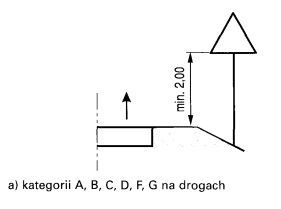 min. 2,00
a) kategorii A, B, C, D, F, G na drogach